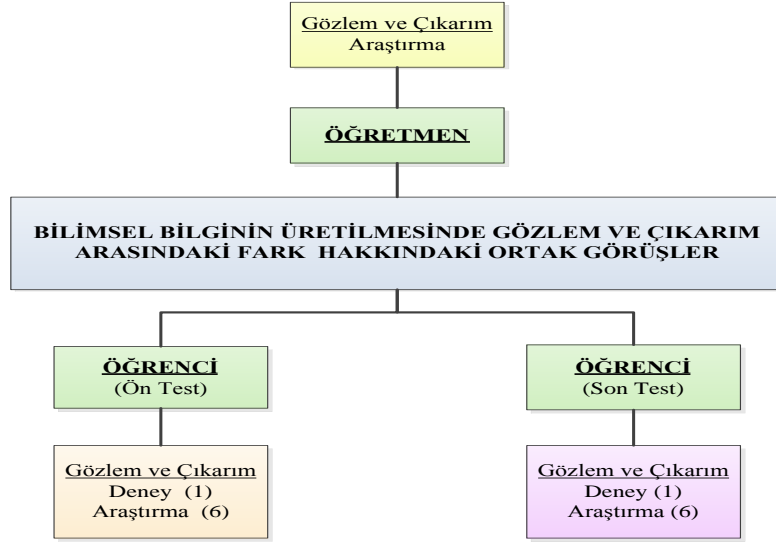 Gözlem ve Çıkarım
Araştırma
ÖĞRETMEN
BİLİMSEL BİLGİNİN ÜRETİLMESİNDE GÖZLEM VE ÇIKARIM
ARASINDAKİ FARK HAKKINDAKİ ORTAK GÖRÜŞLER
ÖĞRENCİ
(Ön Test)
ÖĞRENCİ
(Son Test)
Gözlem ve Çıkarım
Deney (1)
Araştırma (6)
Gözlem ve Çıkarım
Deney (1)
Araştırma (6)